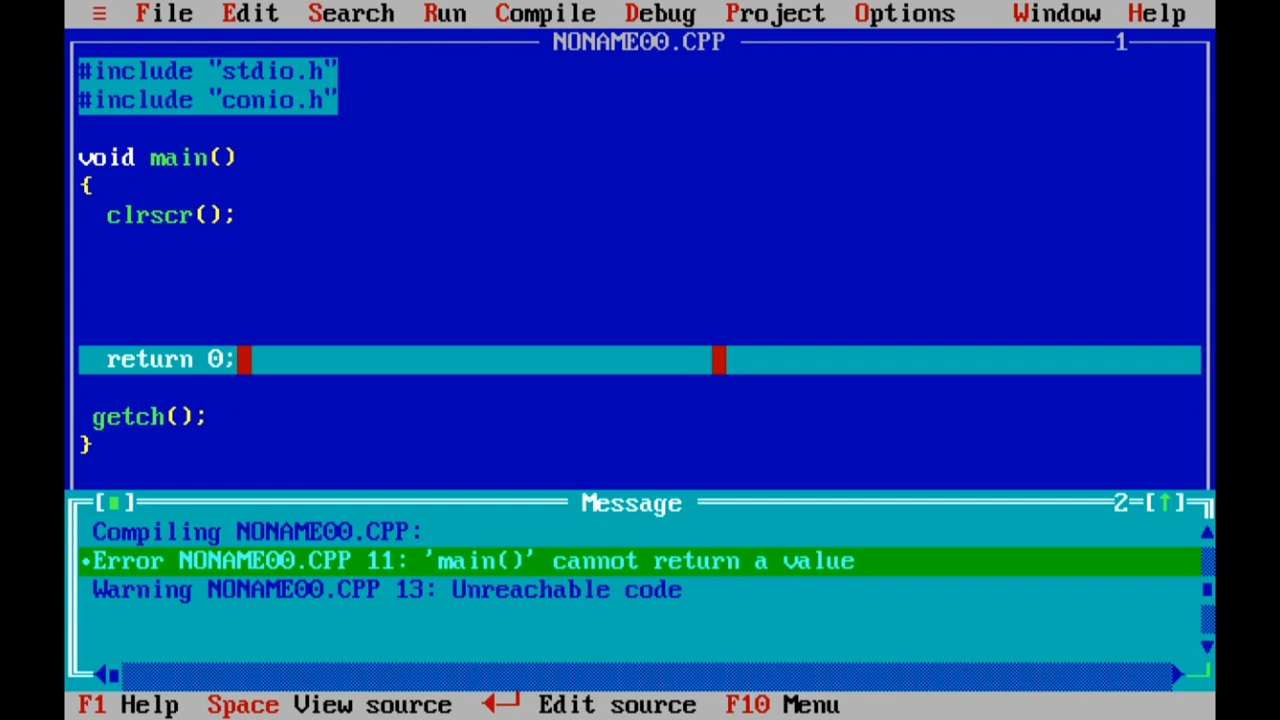 ≡ File Edit Search Run Compile Debug Project Options Window Help
NONAME00.CPP 1
#include "stdio.h"
#include "conio.h"
void main()
{
clrscr();
return 0;
getch();
}
Message 2=[↑]
Compiling NONAME00.CPP:
•Error NONAME00.CPP 11: 'main()' cannot return a value
Warning NONAME00.CPP 13: Unreachable code
F1 Help Space View source ◄┘ Edit source F10 Menu